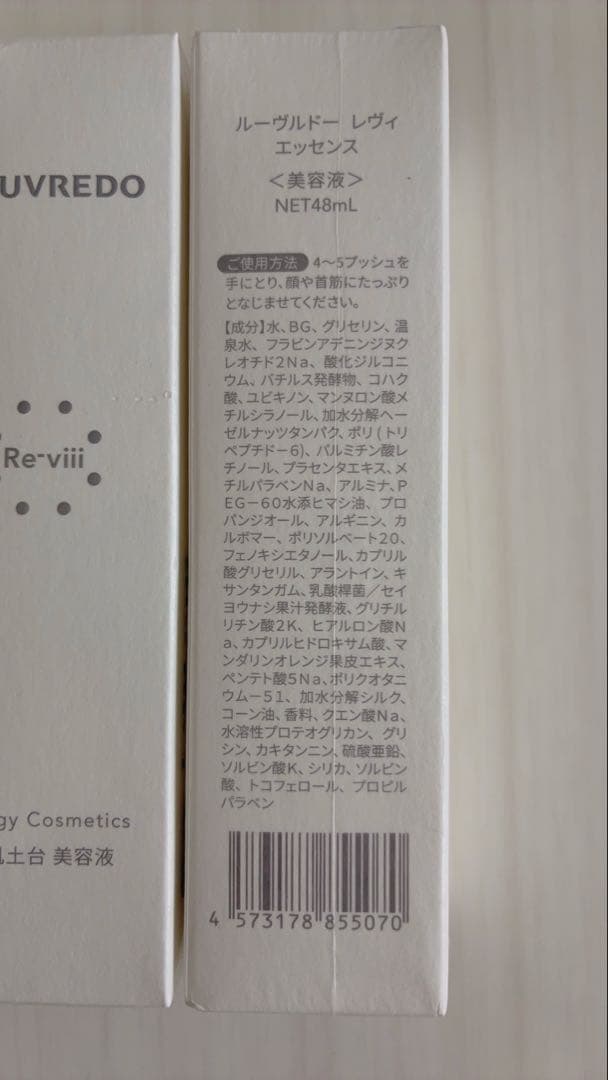 UVREDO
Re-viii
gy Cosmetics
土台 美容液
ルーヴルドー レヴィ
エッセンス
＜美容液＞
NET48mL
ご使用方法 4～5プッシュを
手にとり、顔や首筋にたっぷり
となじませてください。
【成分】水、BG、グリセリン、温
泉水、フラビンアデニンジヌク
レオチド2Na、酸化ジルコニ
ウム、バチルス発酵物、コハク
酸、ユビキノン、マンヌロン酸メ
チルシラノール、加水分解ヘー
ゼルナッツタンパク、ポリ(トリ
ペプチド－6)、パルミチン酸レ
チノール、プラセンタエキス、メ
チルパラベンNa、アルミナ、P
EG－60水添ヒマシ油、プロ
パンジオール、アルギニン、カ
ルボマー、ポリソルベート20、
フェノキシエタノール、カプリル
酸グリセリル、アラントイン、キ
サンタンガム、乳酸桿菌／セイ
ヨウナシ果汁発酵液、グリチル
リチン酸2K、ヒアルロン酸N
a、カプリルヒドロキサム酸、マ
ンダリンオレンジ果皮エキス、
ペンテト酸5Na、ポリクオタニ
ウム－51、加水分解シルク、
コーン油、香料、クエン酸Na、
水溶性プロテオグリカン、グリ
シン、カキタンニン、硫酸亜鉛、
ソルビン酸K、シリカ、ソルビン
酸、トコフェロール、プロピル
パラベン
4 573178 855070